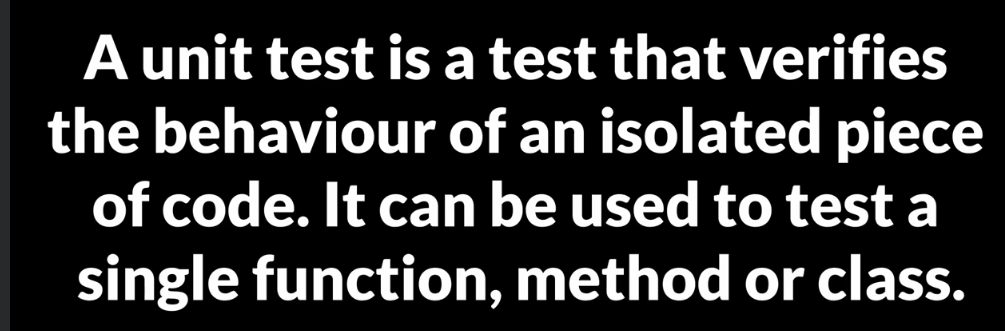 A unit test is a test that verifies
the behaviour of an isolated piece
of code. It can be used to test a
single function, method or class.